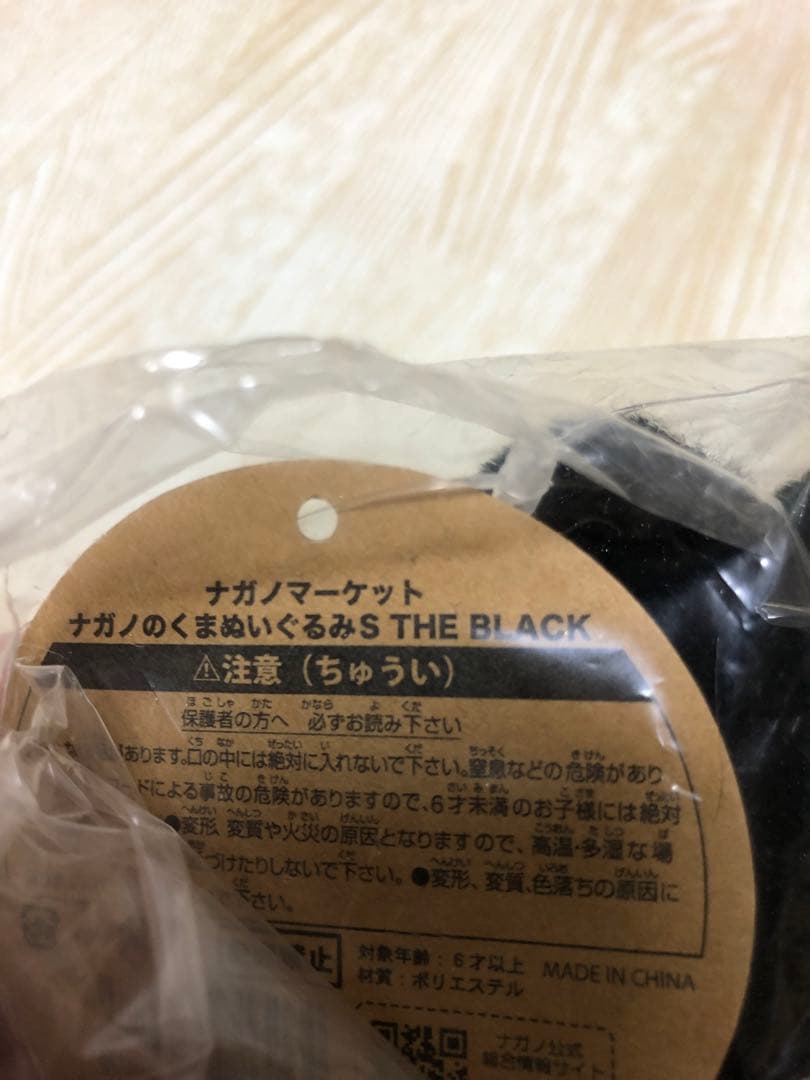 ナガノマーケット
ナガノのくまぬいぐるみS THE BLACK
⚠注意（ちゅうい）
保護者の方へ 必ずお読み下さい
があります。口の中には絶対に入れないで下さい。窒息などの危険があり
ードによる事故の危険がありますので、6才未満のお子様には絶対
●変形、変質や火災の原因となりますので、高温・多湿な場
づけたりしないで下さい。●変形、変質、色落ちの原因に
下さい。
止
対象年齢：6才以上
材質：ポリエステル
MADE IN CHINA
ナガノ公式
総合情報サイト